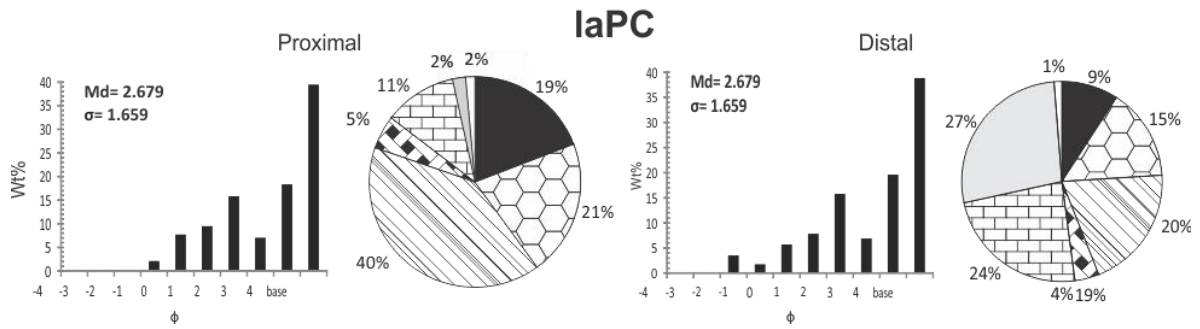 IaPC
Proximal
Distal
Md= 2.679
σ= 1.659
Wt%
40
35
30
25
20
15
10
5
0
-4 -3 -2 -1 0 1 2 3 4 base
ϕ
2% 2%
19%
11%
5%
21%
40%
Md= 2.679
σ= 1.659
Wt%
40
35
30
25
20
15
10
5
0
-4 -3 -2 -1 0 1 2 3 4 base
ϕ
1%
9%
15%
27%
20%
24%
4%
19%